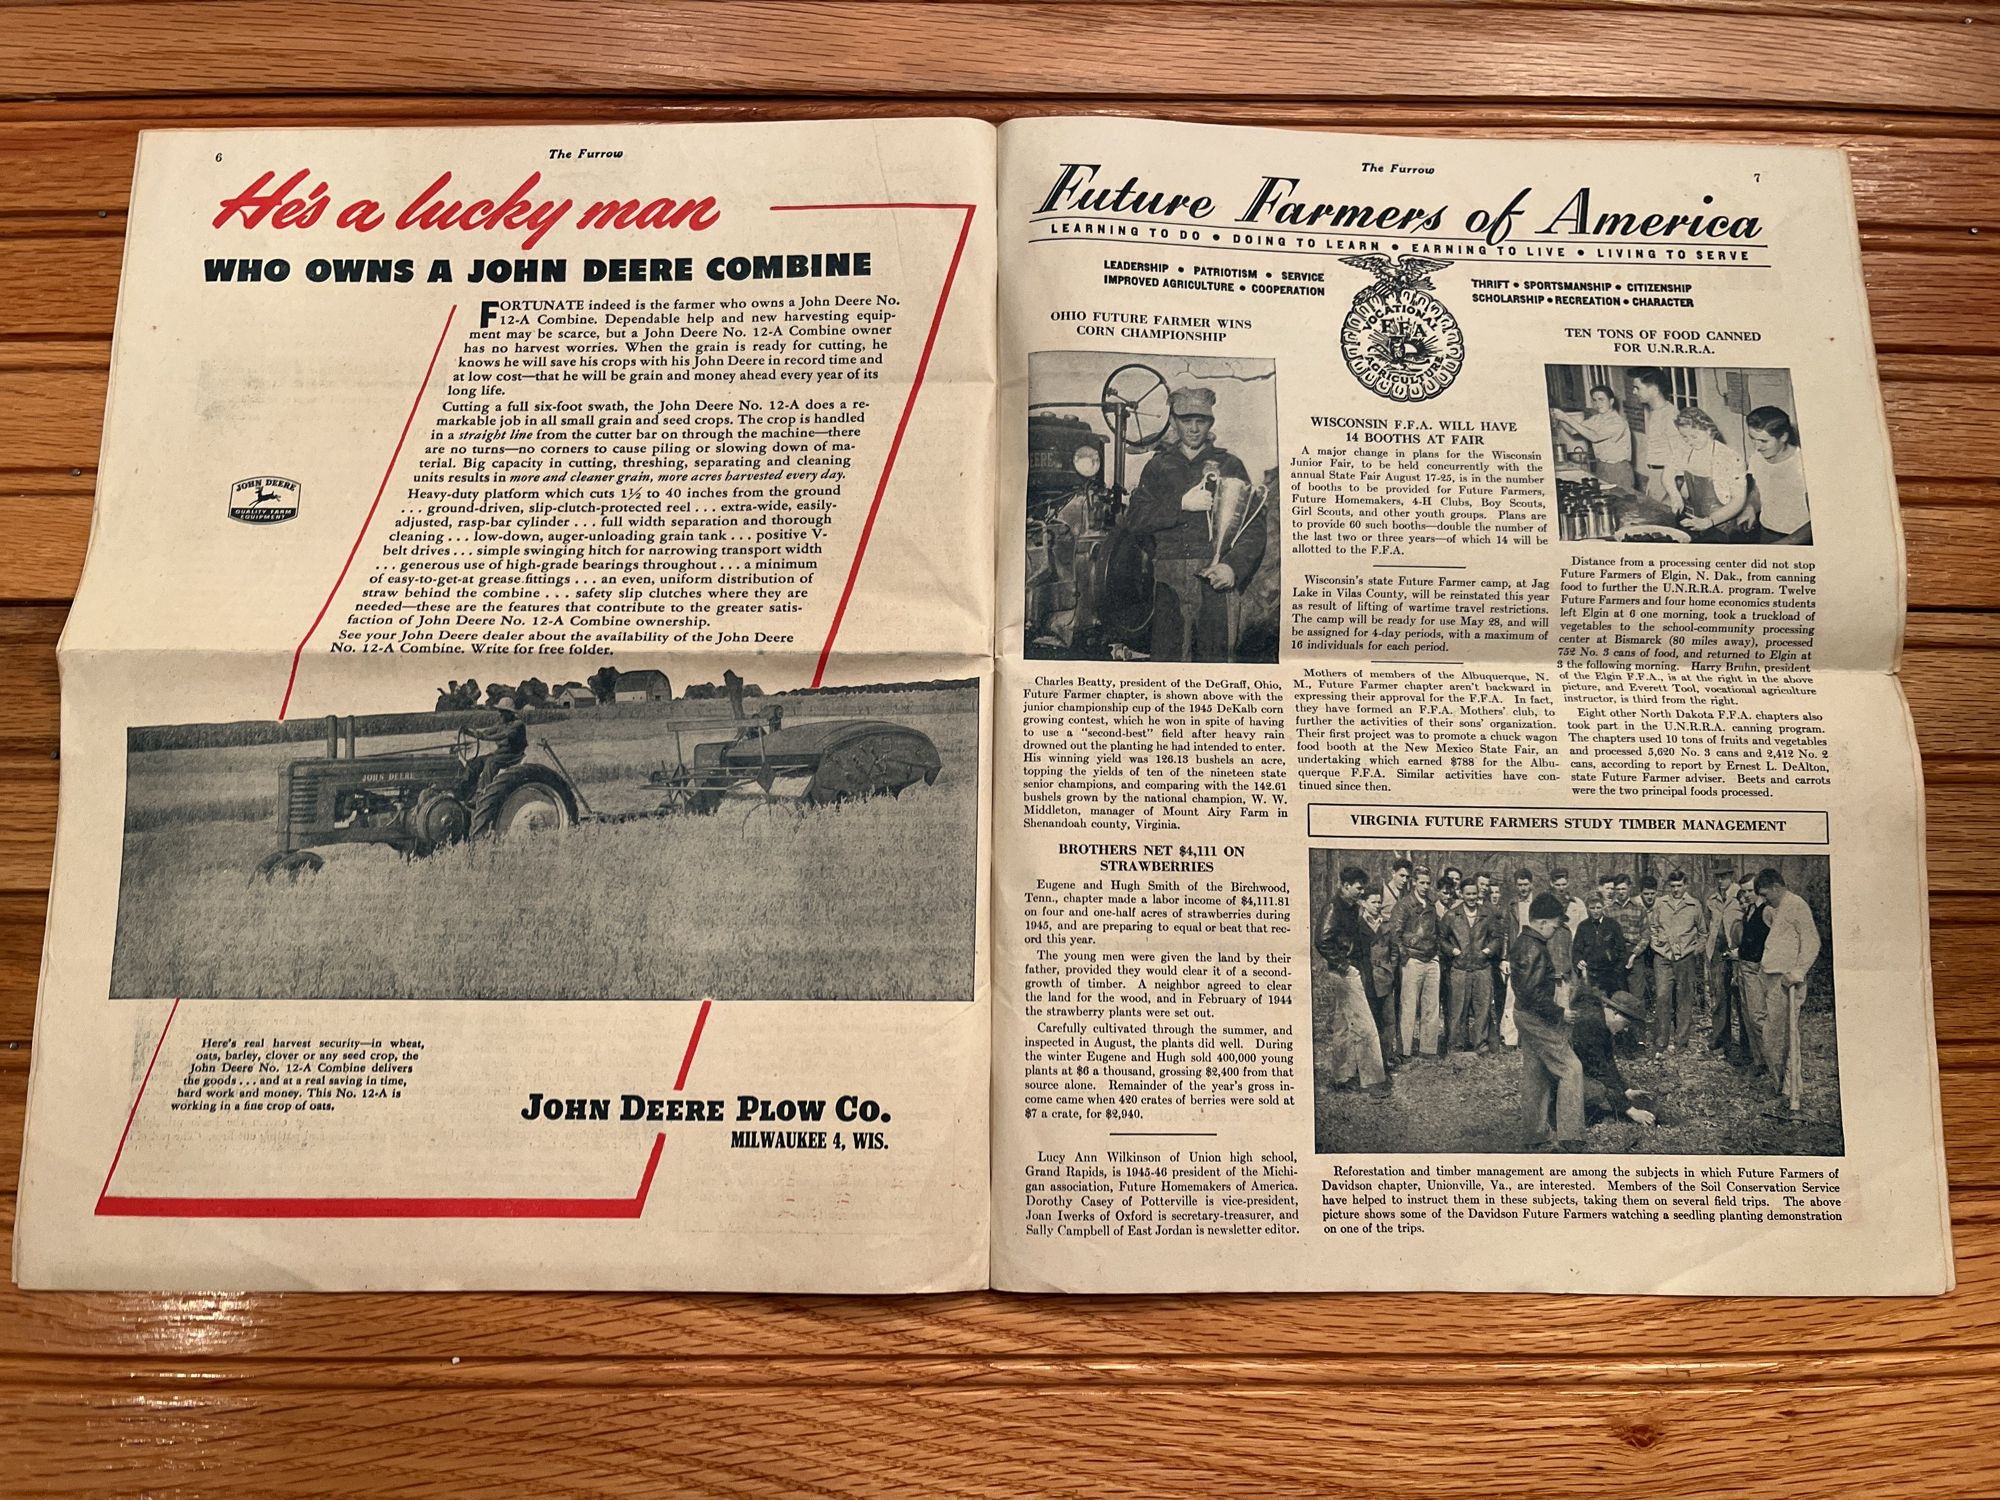 6
The Furrow
He's a lucky man
WHO OWNS A JOHN DEERE COMBINE
FORTUNATE indeed is the farmer who owns a John Deere No.
12-A Combine. Dependable help and new harvesting equip-
ment may be scarce, but a John Deere No. 12-A Combine owner
has no harvest worries. When the grain is ready for cutting, he
knows he will save his crops with his John Deere in record time and
at low cost—that he will be grain and money ahead every year of its
long life.
Cutting a full six-foot swath, the John Deere No. 12-A does a re-
markable job in all small grain and seed crops. The crop is handled
in a straight line from the cutter bar on through the machine—there
are no turns—no corners to cause piling or slowing down of ma-
terial. Big capacity in cutting, threshing, separating and cleaning
units results in more and cleaner grain, more acres harvested every day.
Heavy-duty platform which cuts 1½ to 40 inches from the ground
. . . ground-driven, slip-clutch-protected reel . . . extra-wide, easily-
adjusted, rasp-bar cylinder . . . full width separation and thorough
cleaning . . . low-down, auger-unloading grain tank . . . positive V-
belt drives . . . simple swinging hitch for narrowing transport width
. . . generous use of high-grade bearings throughout . . . a minimum
of easy-to-get-at grease fittings . . . an even, uniform distribution of
straw behind the combine . . . safety slip clutches where they are
needed—these are the features that contribute to the greater satis-
faction of John Deere No. 12-A Combine ownership.
See your John Deere dealer about the availability of the John Deere
No. 12-A Combine. Write for free folder.
JOHN DEERE
QUALITY FARM
EQUIPMENT
JOHN DEERE
Here's real harvest security—in wheat,
oats, barley, clover or any seed crop, the
John Deere No. 12-A Combine delivers
the goods . . . and at a real saving in time,
hard work and money. This No. 12-A is
working in a fine crop of oats.
JOHN DEERE PLOW CO.
MILWAUKEE 4, WIS.
The Furrow
7
Future Farmers of America
LEARNING TO DO • DOING TO LEARN • EARNING TO LIVE • LIVING TO SERVE
LEADERSHIP • PATRIOTISM • SERVICE
IMPROVED AGRICULTURE • COOPERATION
VOCATIONAL
FFA
AGRICULTURE
THRIFT • SPORTSMANSHIP • CITIZENSHIP
SCHOLARSHIP • RECREATION • CHARACTER
OHIO FUTURE FARMER WINS
CORN CHAMPIONSHIP
DEERE
Charles Beatty, president of the DeGraff, Ohio,
Future Farmer chapter, is shown above with the
junior championship cup of the 1945 DeKalb corn
growing contest, which he won in spite of having
to use a "second-best" field after heavy rain
drowned out the planting he had intended to enter.
His winning yield was 126.13 bushels an acre,
topping the yields of ten of the nineteen state
senior champions, and comparing with the 142.61
bushels grown by the national champion, W. W.
Middleton, manager of Mount Airy Farm in
Shenandoah county, Virginia.
BROTHERS NET $4,111 ON
STRAWBERRIES
Eugene and Hugh Smith of the Birchwood,
Tenn., chapter made a labor income of $4,111.81
on four and one-half acres of strawberries during
1945, and are preparing to equal or beat that rec-
ord this year.
The young men were given the land by their
father, provided they would clear it of a second-
growth of timber. A neighbor agreed to clear
the land for the wood, and in February of 1944
the strawberry plants were set out.
Carefully cultivated through the summer, and
inspected in August, the plants did well. During
the winter Eugene and Hugh sold 400,000 young
plants at $6 a thousand, grossing $2,400 from that
source alone. Remainder of the year's gross in-
come came when 420 crates of berries were sold at
$7 a crate, for $2,940.
Lucy Ann Wilkinson of Union high school,
Grand Rapids, is 1945-46 president of the Michi-
gan association, Future Homemakers of America.
Dorothy Casey of Potterville is vice-president,
Joan Iwerks of Oxford is secretary-treasurer, and
Sally Campbell of East Jordan is newsletter editor.
WISCONSIN F.F.A. WILL HAVE
14 BOOTHS AT FAIR
A major change in plans for the Wisconsin
Junior Fair, to be held concurrently with the
annual State Fair August 17-25, is in the number
of booths to be provided for Future Farmers,
Future Homemakers, 4-H Clubs, Boy Scouts,
Girl Scouts, and other youth groups. Plans are
to provide 60 such booths—double the number of
the last two or three years—of which 14 will be
allotted to the F.F.A.
Wisconsin's state Future Farmer camp, at Jag
Lake in Vilas County, will be reinstated this year
as result of lifting of wartime travel restrictions.
The camp will be ready for use May 28, and will
be assigned for 4-day periods, with a maximum of
16 individuals for each period.
Mothers of members of the Albuquerque, N.
M., Future Farmer chapter aren't backward in
expressing their approval for the F.F.A. In fact,
they have formed an F.F.A. Mothers' club, to
further the activities of their sons' organization.
Their first project was to promote a chuck wagon
food booth at the New Mexico State Fair, an
undertaking which earned $788 for the Albu-
querque F.F.A. Similar activities have con-
tinued since then.
TEN TONS OF FOOD CANNED
FOR U.N.R.R.A.
Distance from a processing center did not stop
Future Farmers of Elgin, N. Dak., from canning
food to further the U.N.R.R.A. program. Twelve
Future Farmers and four home economics students
left Elgin at 6 one morning, took a truckload of
vegetables to the school-community processing
center at Bismarck (80 miles away), processed
752 No. 3 cans of food, and returned to Elgin at
3 the following morning. Harry Bruhn, president
of the Elgin F.F.A., is at the right in the above
picture, and Everett Tool, vocational agriculture
instructor, is third from the right.
Eight other North Dakota F.F.A. chapters also
took part in the U.N.R.R.A. canning program.
The chapters used 10 tons of fruits and vegetables
and processed 5,620 No. 3 cans and 2,412 No. 2
cans, according to report by Ernest L. DeAlton,
state Future Farmer adviser. Beets and carrots
were the two principal foods processed.
VIRGINIA FUTURE FARMERS STUDY TIMBER MANAGEMENT
Reforestation and timber management are among the subjects in which Future Farmers of
Davidson chapter, Unionville, Va., are interested. Members of the Soil Conservation Service
have helped to instruct them in these subjects, taking them on several field trips. The above
picture shows some of the Davidson Future Farmers watching a seedling planting demonstration
on one of the trips.